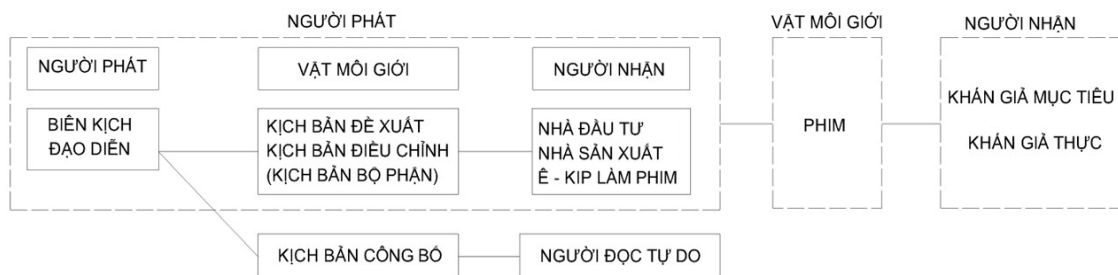 NGƯỜI PHÁT
VẬT MÔI GIỚI
NGƯỜI NHẬN
NGƯỜI PHÁT
VẬT MÔI GIỚI
NGƯỜI NHẬN
BIÊN KỊCH
ĐẠO DIỄN
KỊCH BẢN ĐỀ XUẤT
KỊCH BẢN ĐIỀU CHỈNH
(KỊCH BẢN BỘ PHẬN)
NHÀ ĐẦU TƯ
NHÀ SẢN XUẤT
Ê - KIP LÀM PHIM
PHIM
KHÁN GIẢ MỤC TIÊU
KHÁN GIẢ THỰC
KỊCH BẢN CÔNG BỐ
NGƯỜI ĐỌC TỰ DO